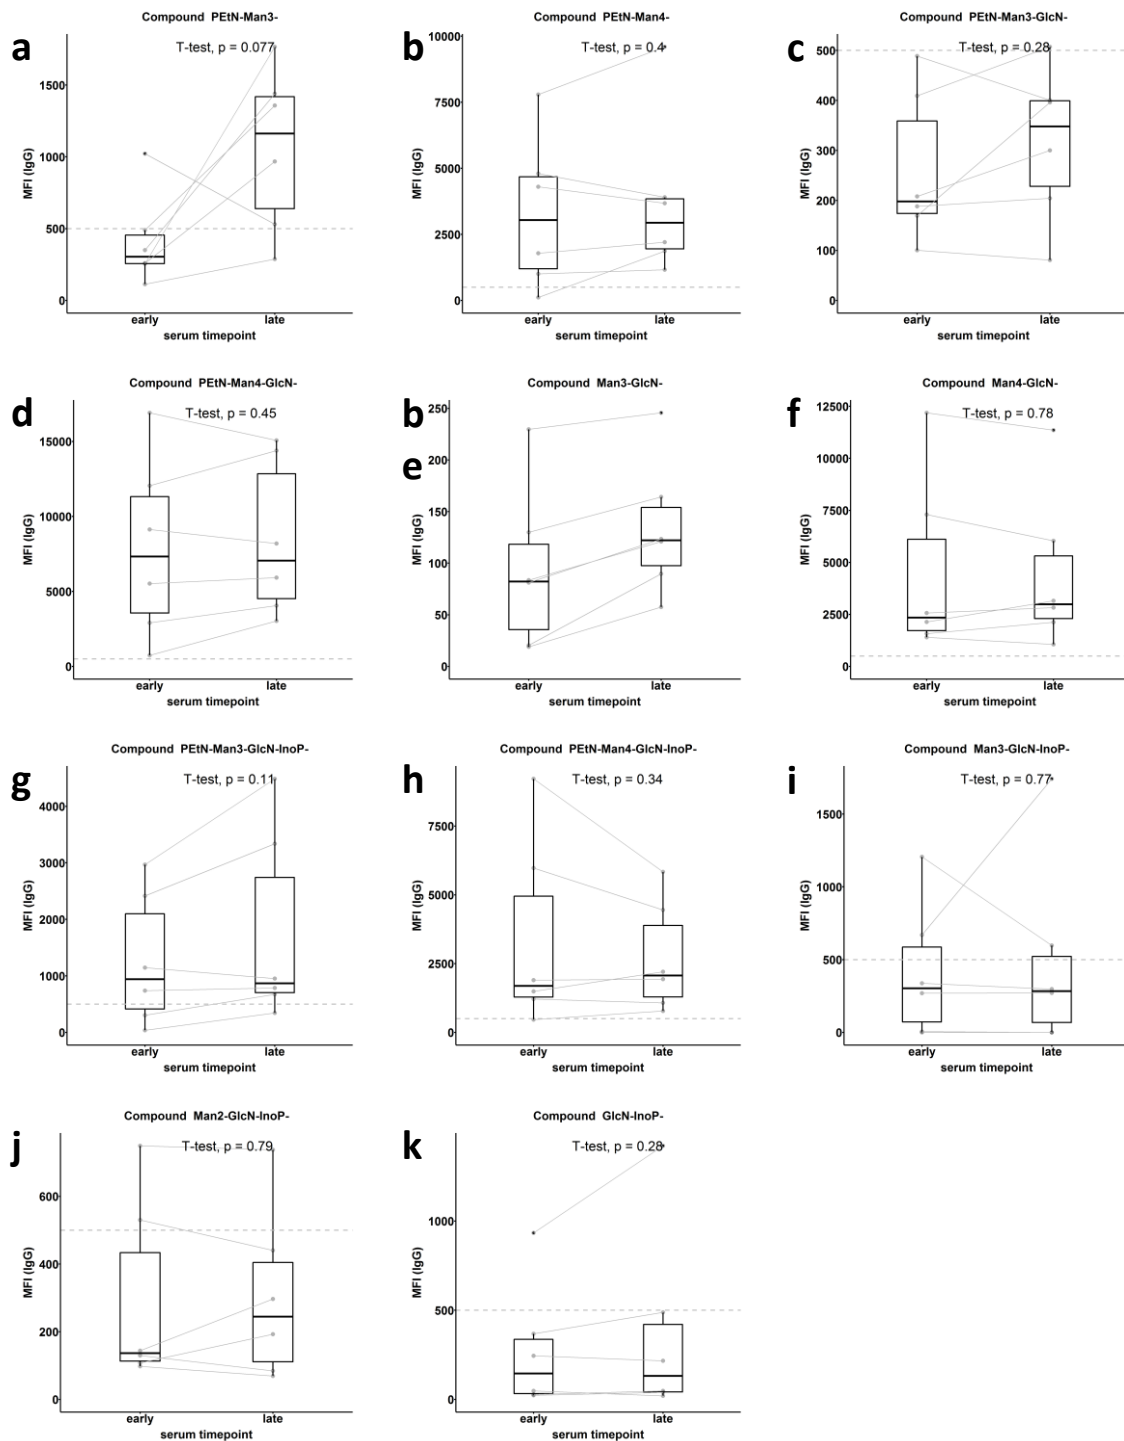 Compound PEtN-Man3-
a
T-test, p = 0.077
MFI (IgG)
1500
1000
500
0
early late
serum timepoint
Compound PEtN-Man4-
b
T-test, p = 0.4
MFI (IgG)
10000
7500
5000
2500
0
early late
serum timepoint
Compound PEtN-Man3-GlcN-
c
T-test, p = 0.28
MFI (IgG)
500
400
300
200
100
0
early late
serum timepoint
Compound PEtN-Man4-GlcN-
d
T-test, p = 0.45
MFI (IgG)
15000
10000
5000
0
early late
serum timepoint
Compound Man3-GlcN-
b
e
MFI (IgG)
250
200
150
100
50
0
early late
serum timepoint
Compound Man4-GlcN-
f
T-test, p = 0.78
MFI (IgG)
12500
10000
7500
5000
2500
0
early late
serum timepoint
Compound PEtN-Man3-GlcN-InoP-
g
T-test, p = 0.11
MFI (IgG)
4000
3000
2000
1000
0
early late
serum timepoint
Compound PEtN-Man4-GlcN-InoP-
h
T-test, p = 0.34
MFI (IgG)
7500
5000
2500
0
early late
serum timepoint
Compound Man3-GlcN-InoP-
i
T-test, p = 0.77
MFI (IgG)
1500
1000
500
0
early late
serum timepoint
Compound Man2-GlcN-InoP-
j
T-test, p = 0.79
MFI (IgG)
600
400
200
0
early late
serum timepoint
Compound GlcN-InoP-
k
T-test, p = 0.28
MFI (IgG)
1000
500
0
early late
serum timepoint